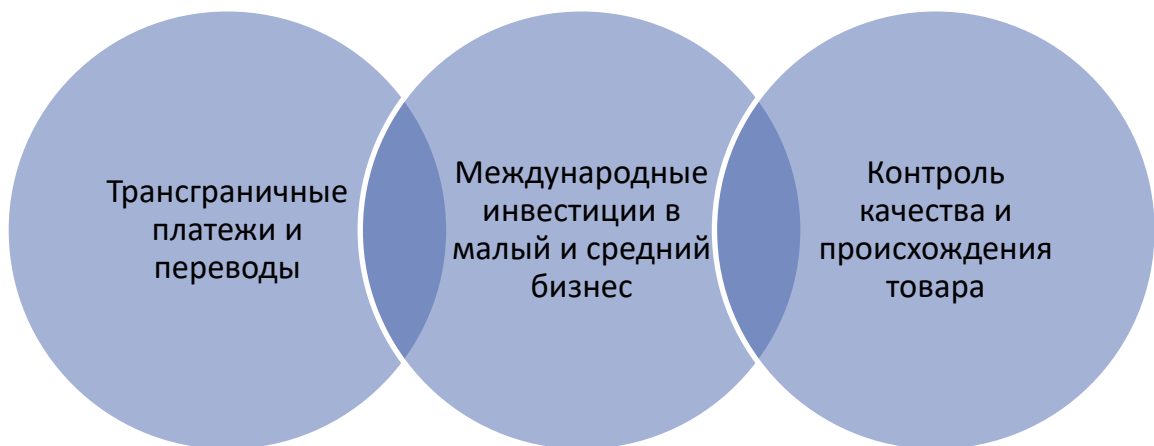 Трансграничные
платежи и
переводы
Международные
инвестиции в
малый и средний
бизнес
Контроль
качества и
происхождения
товара